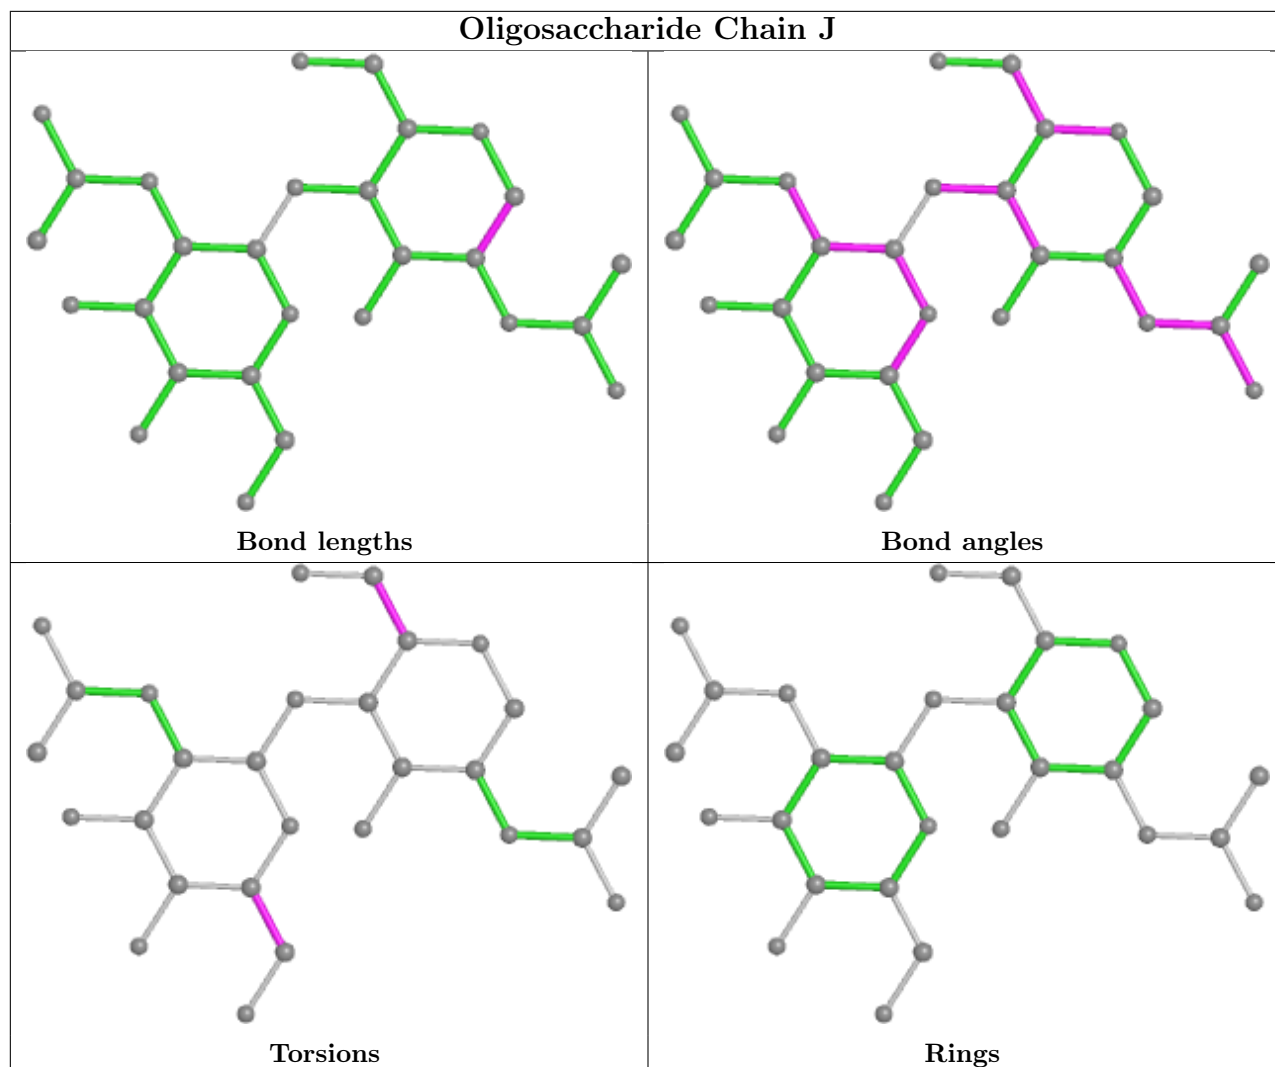 Oligosaccharide Chain J
Bond lengths
Bond angles
Torsions
Rings